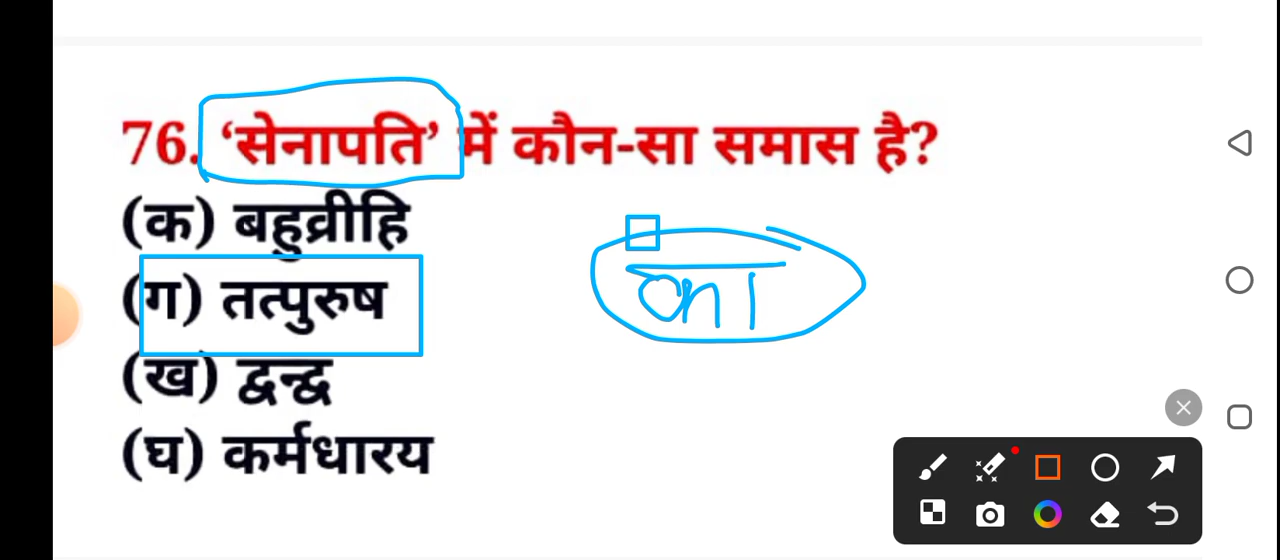 76. ‘सेनापति’ में कौन-सा समास है?
(क) बहुव्रीहि
(ग) तत्पुरुष
का
(ख) द्वन्द्व
(घ) कर्मधारय